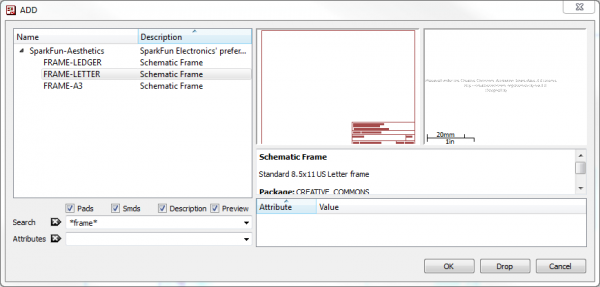 ADD
Name Description
SparkFun-Aesthetics SparkFun Electronics' prefer...
FRAME-LEDGER Schematic Frame
FRAME-LETTER Schematic Frame
FRAME-A3 Schematic Frame
20mm
1in
Schematic Frame
Standard 8.5x11 US Letter frame
Package: CREATIVE_COMMONS
Pads Smds Description Preview
Search *frame*
Attributes
Attribute Value
OK Drop Cancel